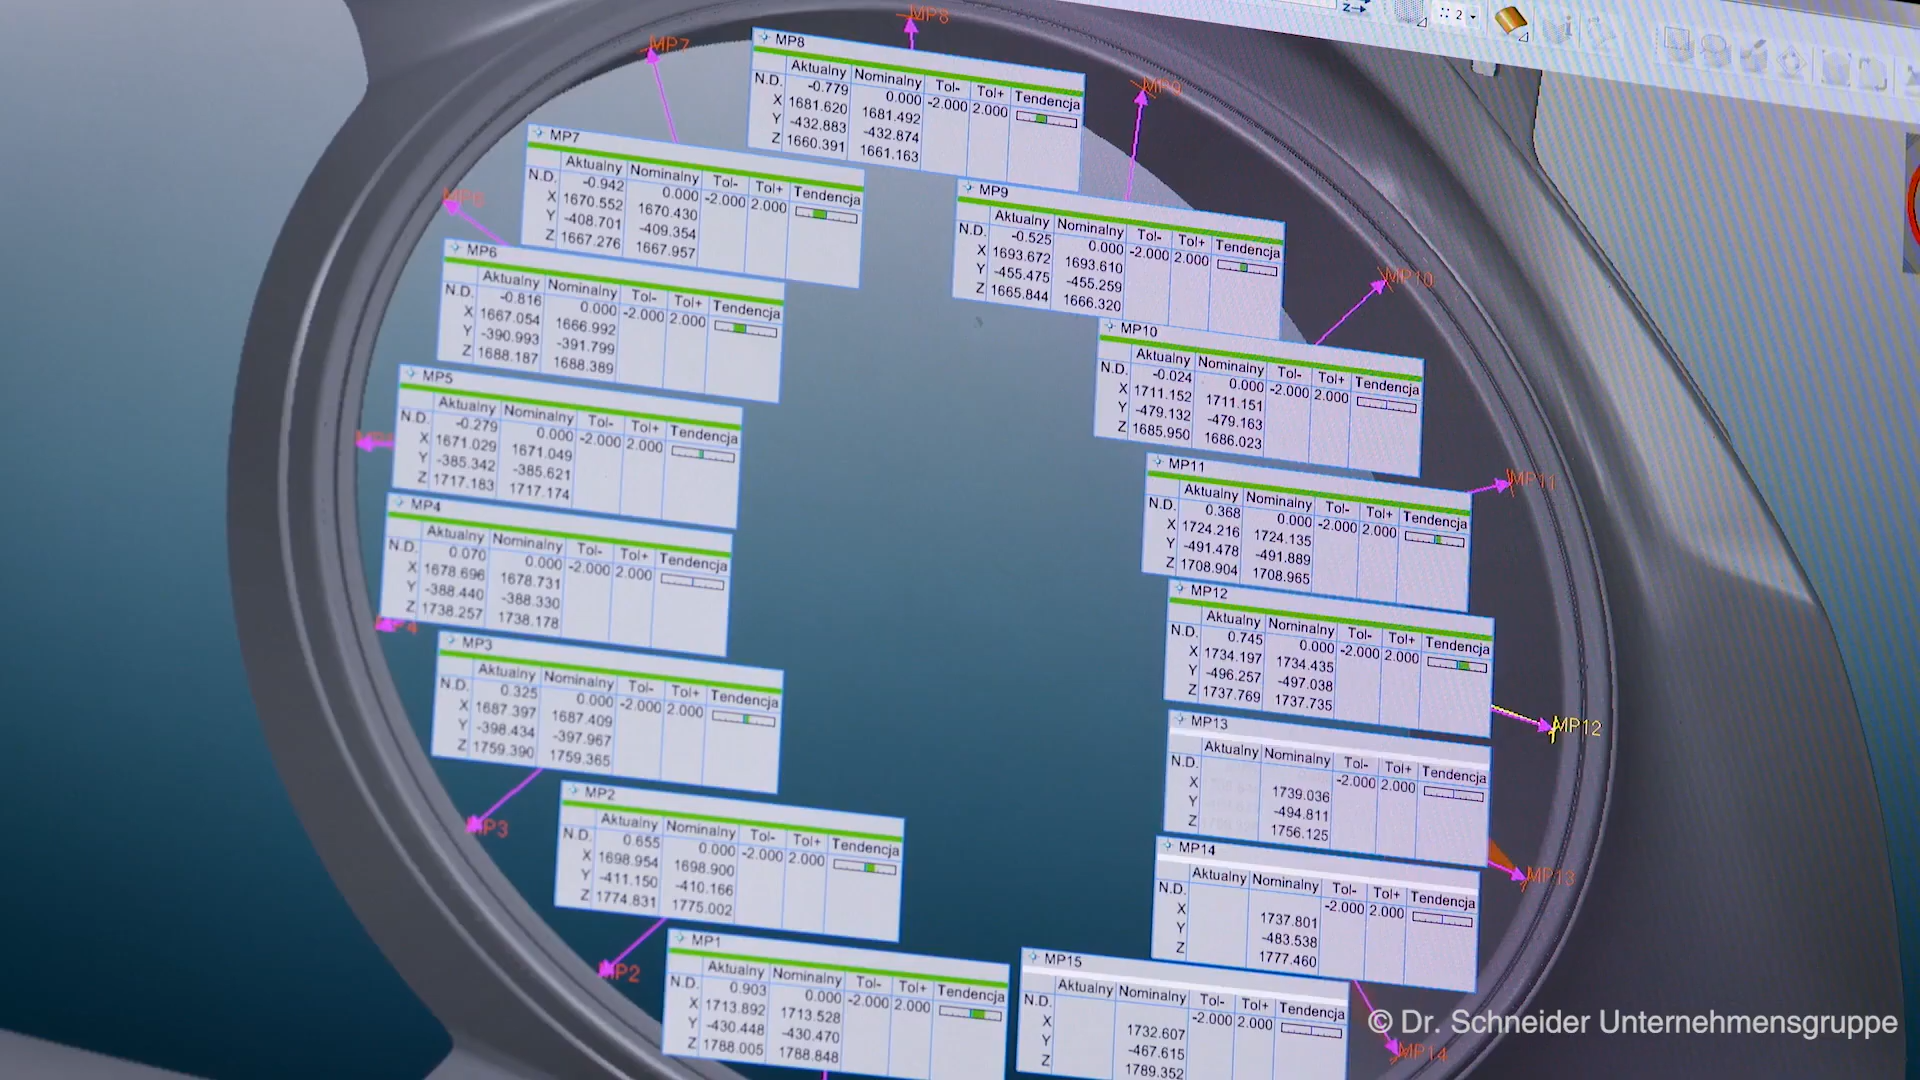 2
MP8
MP7
MP8
Aktualny Nominalny Tol- Tol+ Tendencja
N.D. -0.779 0.000 -2.000 2.000
X 1681.620 1681.492
Y -432.883 -432.874
Z 1660.391 1661.163
MP7
Aktualny Nominalny Tol- Tol+ Tendencja
N.D. -0.942 0.000 -2.000 2.000
X 1670.552 1670.430
Y -408.701 -409.354
Z 1667.276 1667.957
MP9
Aktualny Nominalny Tol- Tol+ Tendencja
N.D. -0.525 0.000 -2.000 2.000
X 1693.672 1693.610
Y -455.475 -455.259
Z 1665.844 1666.320
MP6
Aktualny Nominalny Tol- Tol+ Tendencja
N.D. -0.816 0.000 -2.000 2.000
X 1667.054 1666.992
Y -390.993 -391.799
Z 1688.187 1688.389
MP10
MP10
Aktualny Nominalny Tol- Tol+ Tendencja
N.D. -0.024 0.000 -2.000 2.000
X 1711.152 1711.151
Y -479.132 -479.163
Z 1685.950 1686.023
MP5
Aktualny Nominalny Tol- Tol+ Tendencja
N.D. -0.279 0.000 -2.000 2.000
X 1671.029 1671.049
Y -385.342 -385.621
Z 1717.183 1717.174
MP11
MP11
Aktualny Nominalny Tol- Tol+ Tendencja
N.D. 0.368 0.000 -2.000 2.000
X 1724.216 1724.135
Y -491.478 -491.889
Z 1708.904 1708.965
MP4
Aktualny Nominalny Tol- Tol+ Tendencja
N.D. 0.070 0.000 -2.000 2.000
X 1678.696 1678.731
Y -388.440 -388.330
Z 1738.257 1738.178
MP4
MP12
Aktualny Nominalny Tol- Tol+ Tendencja
N.D. 0.745 0.000 -2.000 2.000
X 1734.197 1734.435
Y -496.257 -497.038
Z 1737.769 1737.735
MP12
MP3
Aktualny Nominalny Tol- Tol+ Tendencja
N.D. 0.325 0.000 -2.000 2.000
X 1687.397 1687.409
Y -398.434 -397.967
Z 1759.390 1759.365
MP3
MP13
Aktualny Nominalny Tol- Tol+ Tendencja
N.D. -2.000 2.000
X 1739.036
Y -494.811
Z 1756.125
MP13
MP2
Aktualny Nominalny Tol- Tol+ Tendencja
N.D. 0.655 0.000 -2.000 2.000
X 1698.954 1698.900
Y -411.150 -410.166
Z 1774.831 1775.002
MP2
MP14
Aktualny Nominalny Tol- Tol+ Tendencja
N.D. -2.000 2.000
X 1737.801
Y -483.538
Z 1777.460
MP14
MP1
Aktualny Nominalny Tol- Tol+ Tendencja
N.D. 0.903 0.000 -2.000 2.000
X 1713.892 1713.528
Y -430.448 -430.470
Z 1788.005 1788.848
MP15
Aktualny Nominalny Tol- Tol+ Tendencja
N.D. -2.000 2.000
X 1732.607
Y -467.615
Z 1789.352
© Dr. Schneider Unternehmensgruppe